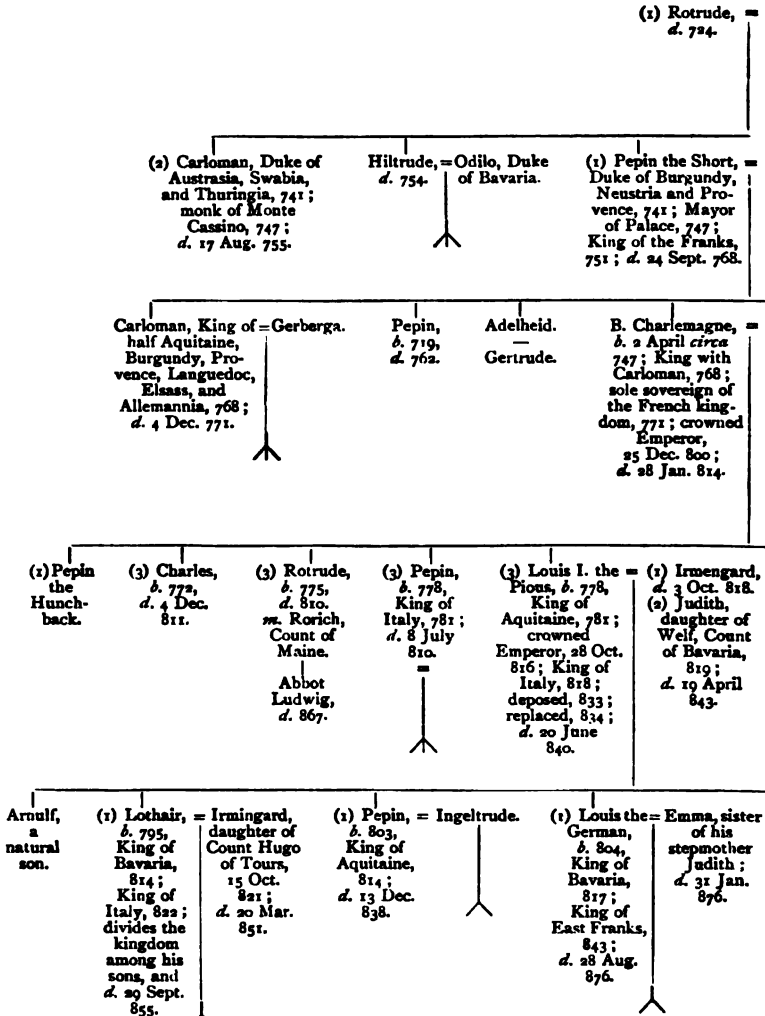 (1) Rotrude, =
d. 724.
(2) Carloman, Duke of
Austrasia, Swabia,
and Thuringia, 741;
monk of Monte
Cassino, 747;
d. 17 Aug. 755.
Hiltrude, = Odilo, Duke
d. 754. of Bavaria.
(1) Pepin the Short, =
Duke of Burgundy,
Neustria and Pro-
vence, 741; Mayor
of Palace, 747;
King of the Franks,
751; d. 24 Sept. 768.
Carloman, King of = Gerberga.
half Aquitaine,
Burgundy, Pro-
vence, Languedoc,
Elsass, and
Allemannia, 768;
d. 4 Dec. 771.
Pepin,
b. 719,
d. 762.
Adelheid.
—
Gertrude.
B. Charlemagne, =
b. 2 April circa
747; King with
Carloman, 768;
sole sovereign of
the French king-
dom, 771; crowned
Emperor,
25 Dec. 800;
d. 28 Jan. 814.
(1) Pepin
the
Hunch-
back.
(3) Charles,
b. 772,
d. 4 Dec.
811.
(3) Rotrude,
b. 775,
d. 810.
m. Rorich,
Count of
Maine.
Abbot
Ludwig,
d. 867.
(3) Pepin,
b. 778,
King of
Italy, 781;
d. 8 July
810.
=
(3) Louis I. the =
Pious, b. 778,
King of
Aquitaine, 781;
crowned
Emperor, 28 Oct.
816; King of
Italy, 818;
deposed, 833;
replaced, 834;
d. 20 June
840.
(1) Irmengard,
d. 3 Oct. 818.
(2) Judith,
daughter of
Welf, Count
of Bavaria,
819;
d. 19 April
843.
Arnulf,
a
natural
son.
(1) Lothair, =
b. 795,
King of
Bavaria,
814;
King of
Italy, 822;
divides the
kingdom
among his
sons, and
d. 29 Sept.
855.
Irmingard,
daughter of
Count Hugo
of Tours,
15 Oct.
821;
d. 20 Mar.
851.
(1) Pepin, = Ingeltrude.
b. 803,
King of
Aquitaine,
814;
d. 13 Dec.
838.
(1) Louis the =
German,
b. 804,
King of
Bavaria,
817;
King of
East Franks,
843;
d. 28 Aug.
876.
Emma, sister
of his
stepmother
Judith;
d. 31 Jan.
876.